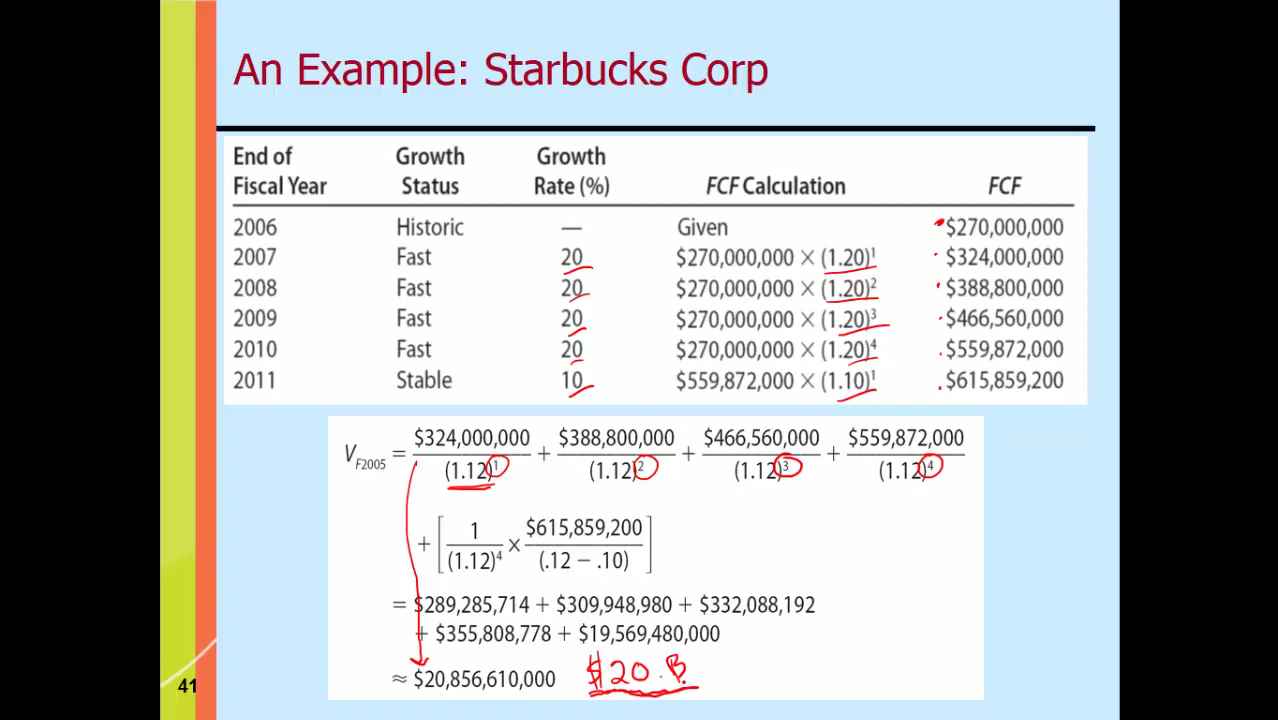 An Example: Starbucks Corp
End of Fiscal Year Growth Status Growth Rate (%) FCF Calculation FCF
2006 Historic — Given $270,000,000
2007 Fast 20 $270,000,000 × (1.20)¹ $324,000,000
2008 Fast 20 $270,000,000 × (1.20)² $388,800,000
2009 Fast 20 $270,000,000 × (1.20)³ $466,560,000
2010 Fast 20 $270,000,000 × (1.20)⁴ $559,872,000
2011 Stable 10 $559,872,000 × (1.10)¹ $615,859,200
$324,000,000 $388,800,000 $466,560,000 $559,872,000
V_F2005 = + + +
(1.12)¹ (1.12)² (1.12)³ (1.12)⁴
1 $615,859,200
+ [ × ]
(1.12)⁴ (.12 − .10)
= $289,285,714 + $309,948,980 + $332,088,192
+ $355,808,778 + $19,569,480,000
≈ $20,856,610,000 $20.B.
41